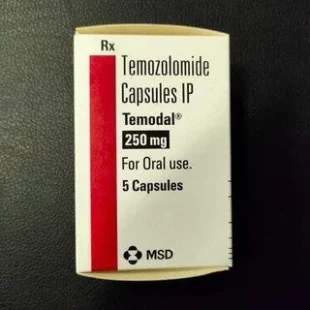 Rx
Temozolomide
Capsules IP
Temodal®
250 mg
For Oral use.
5 Capsules
MSD